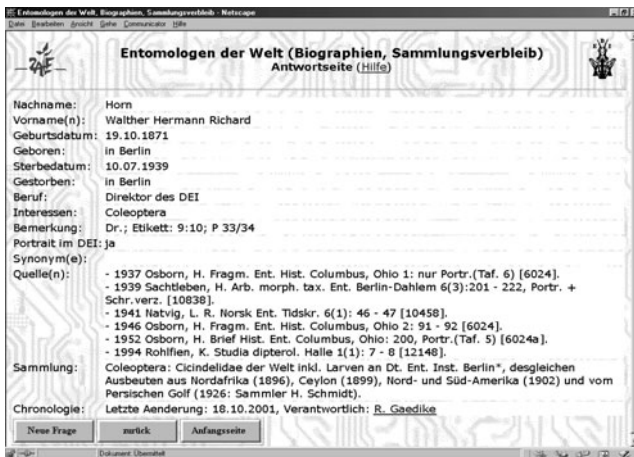 Entomologen der Welt, Biographien, Sammlungsverbleib - Netscape
Datei Bearbeiten Ansicht Gehe Communicator Hilfe
Entomologen der Welt (Biographien, Sammlungsverbleib)
Antwortseite (Hilfe)
Nachname: Horn
Vorname(n): Walther Hermann Richard
Geburtsdatum: 19.10.1871
Geboren: in Berlin
Sterbedatum: 10.07.1939
Gestorben: in Berlin
Beruf: Direktor des DEI
Interessen: Coleoptera
Bemerkung: Dr.; Etikett: 9:10; P 33/34
Portrait im DEI: ja
Synonym(e):
Quelle(n): - 1937 Osborn, H. Fragm. Ent. Hist. Columbus, Ohio 1: nur Portr.(Taf. 6) [6024].
- 1939 Sachtleben, H. Arb. morph. tax. Ent. Berlin-Dahlem 6(3):201 - 222, Portr. +
Schr.verz. [10838].
- 1941 Natvig, L. R. Norsk Ent. Tidskr. 6(1): 46 - 47 [10458].
- 1946 Osborn, H. Fragm. Ent. Hist. Columbus, Ohio 2: 91 - 92 [6024].
- 1952 Osborn, H. Brief Hist. Ent. Columbus, Ohio: 200, Portr.(Taf. 5) [6024a].
- 1994 Rohlfien, K. Studia dipterol. Halle 1(1): 7 - 8 [12148].
Sammlung: Coleoptera: Cicindelidae der Welt inkl. Larven an Dt. Ent. Inst. Berlin*, desgleichen
Ausbeuten aus Nordafrika (1896), Ceylon (1899), Nord- und Süd-Amerika (1902) und vom
Persischen Golf (1926: Sammler H. Schmidt).
Chronologie: Letzte Aenderung: 18.10.2001, Verantwortlich: R. Gaedike
Neue Frage zurück Anfangsseite
Dokument: Übermittelt